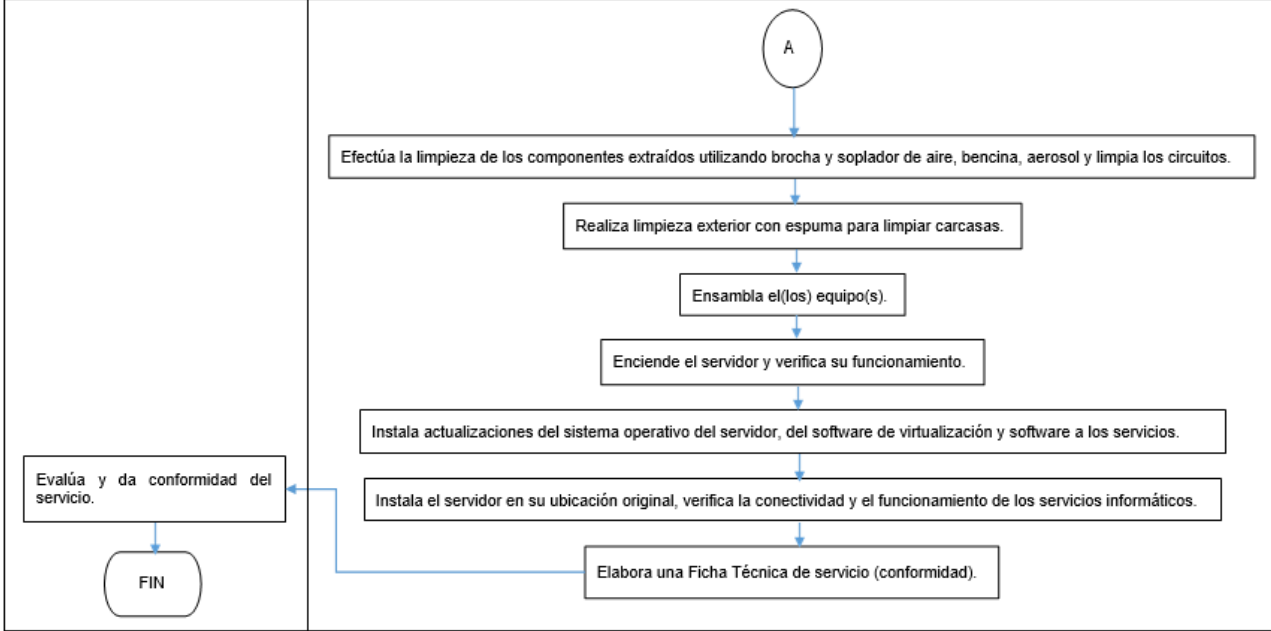 A
Efectúa la limpieza de los componentes extraídos utilizando brocha y soplador de aire, bencina, aerosol y limpia los circuitos.
Realiza limpieza exterior con espuma para limpiar carcasas.
Ensambla el(los) equipo(s).
Enciende el servidor y verifica su funcionamiento.
Instala actualizaciones del sistema operativo del servidor, del software de virtualización y software a los servicios.
Instala el servidor en su ubicación original, verifica la conectividad y el funcionamiento de los servicios informáticos.
Elabora una Ficha Técnica de servicio (conformidad).
Evalúa y da conformidad del
servicio.
FIN